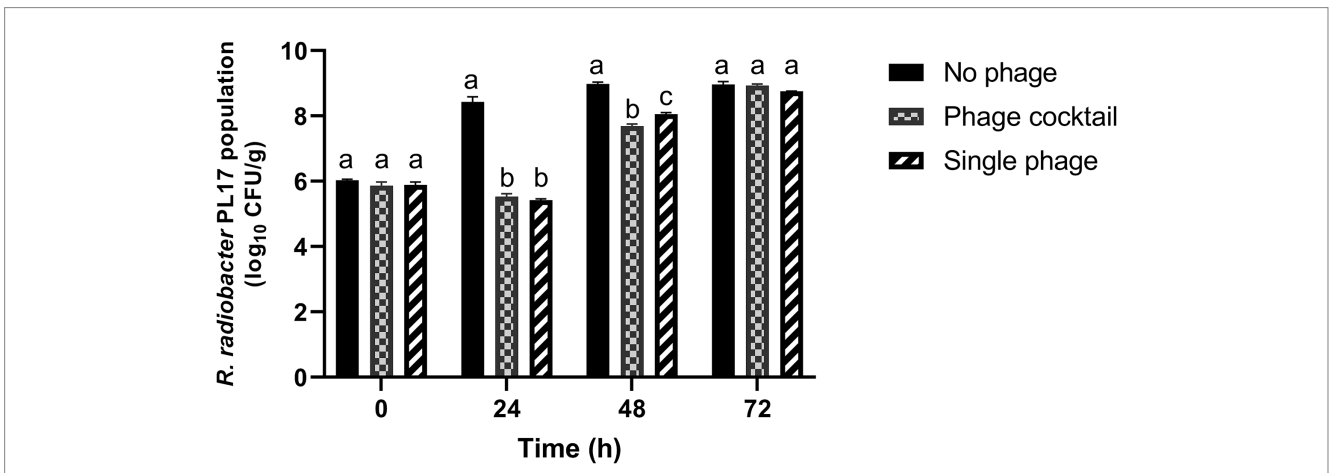 R. radiobacter PL17 population
(log10 CFU/g)
10
8
6
4
2
0
a a a
a b b
a b c
a a a
0 24 48 72
Time (h)
No phage
Phage cocktail
Single phage